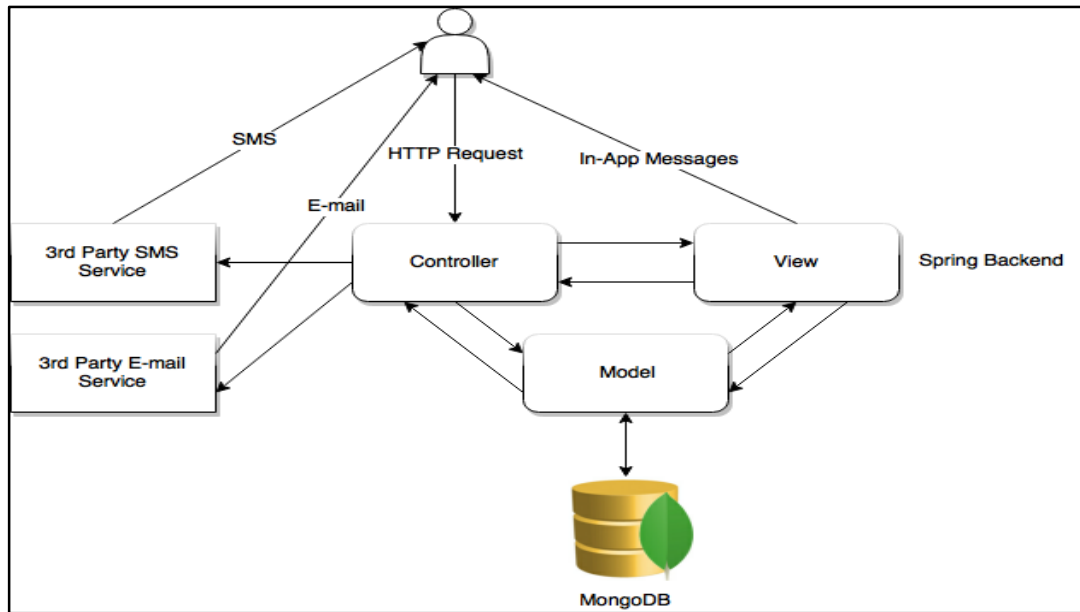 SMS
HTTP Request
In-App Messages
E-mail
3rd Party SMS
Service
Controller
View
Spring Backend
3rd Party E-mail
Service
Model
MongoDB